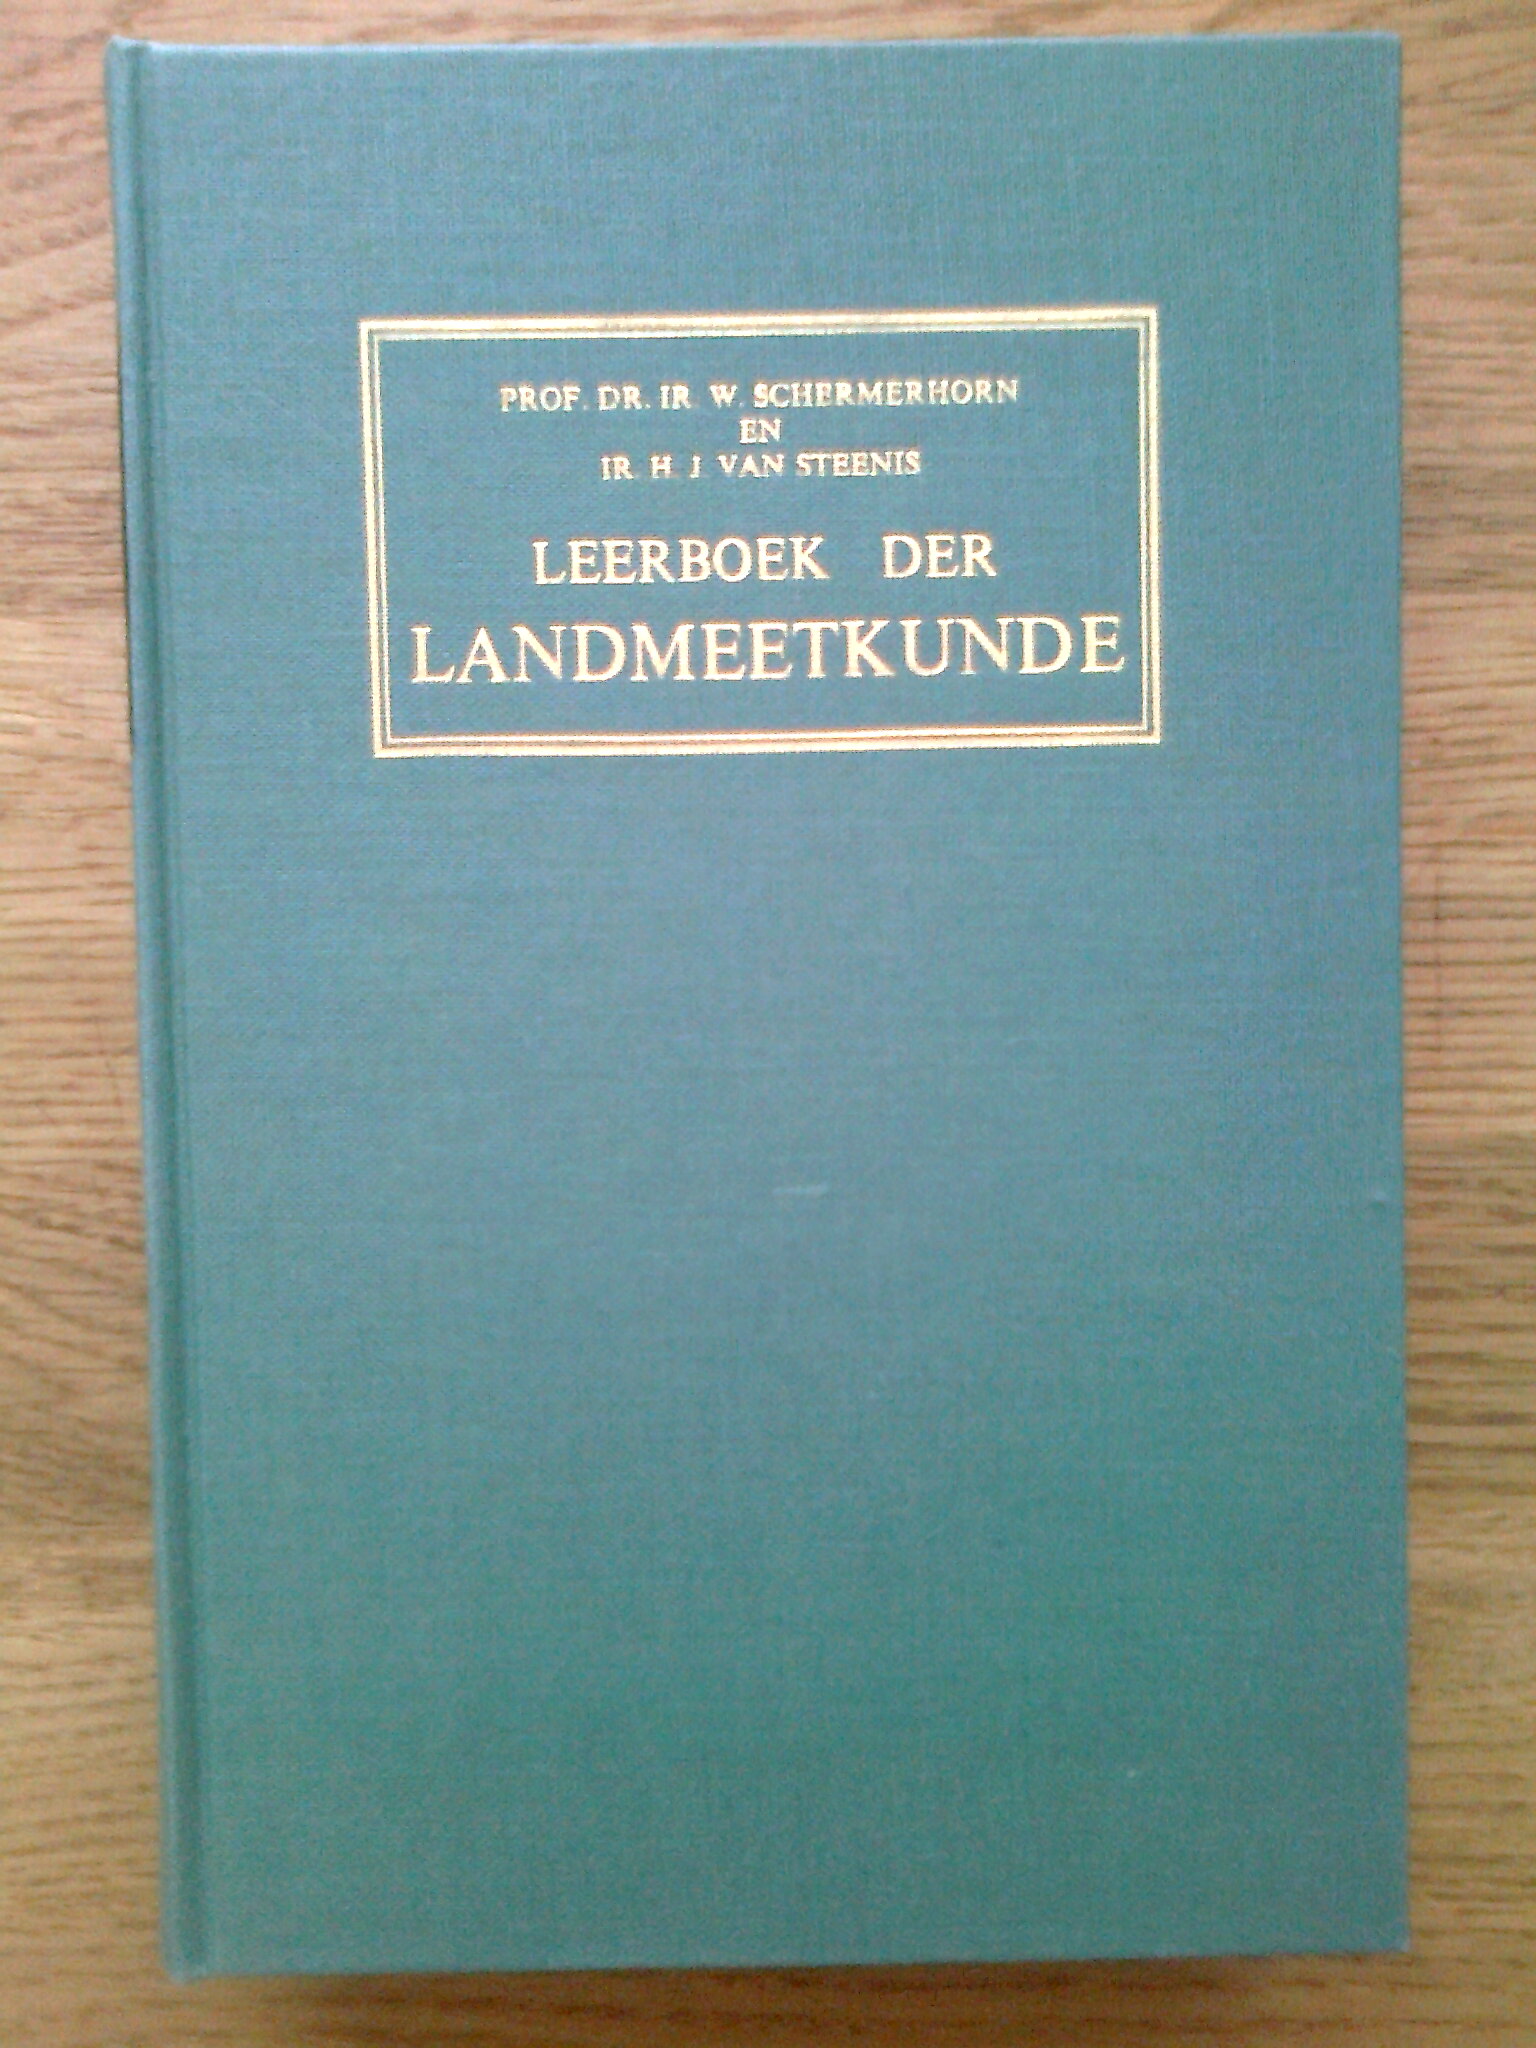 PROF. DR. IR. W. SCHERMERHORN
EN
IR. H. J. VAN STEENIS
LEERBOEK DER
LANDMEETKUNDE